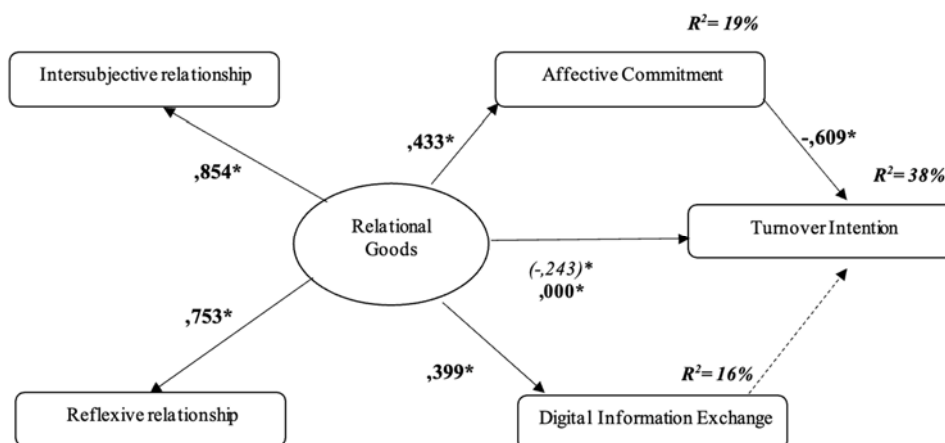 R²= 19%
Intersubjective relationship
Affective Commitment
,433*
-,609*
,854*
R²= 38%
Relational
Goods
Turnover Intention
(-,243)*
,000*
,753*
,399*
R²= 16%
Reflexive relationship
Digital Information Exchange